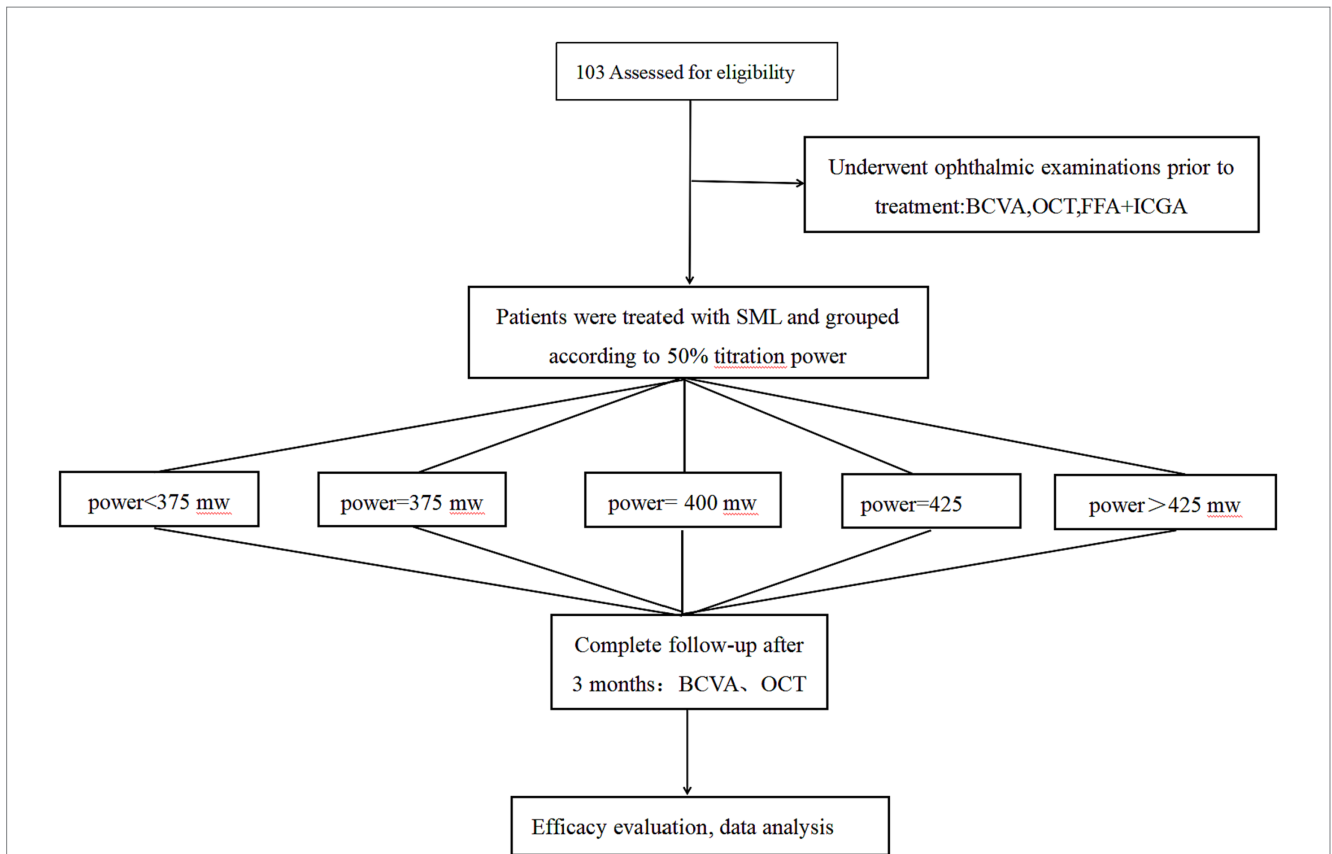 103 Assessed for eligibility
Underwent ophthalmic examinations prior to
treatment:BCVA,OCT,FFA+ICGA
Patients were treated with SML and grouped
according to 50% titration power
power<375 mw
power=375 mw
power= 400 mw
power=425
power＞425 mw
Complete follow-up after
3 months：BCVA、OCT
Efficacy evaluation, data analysis